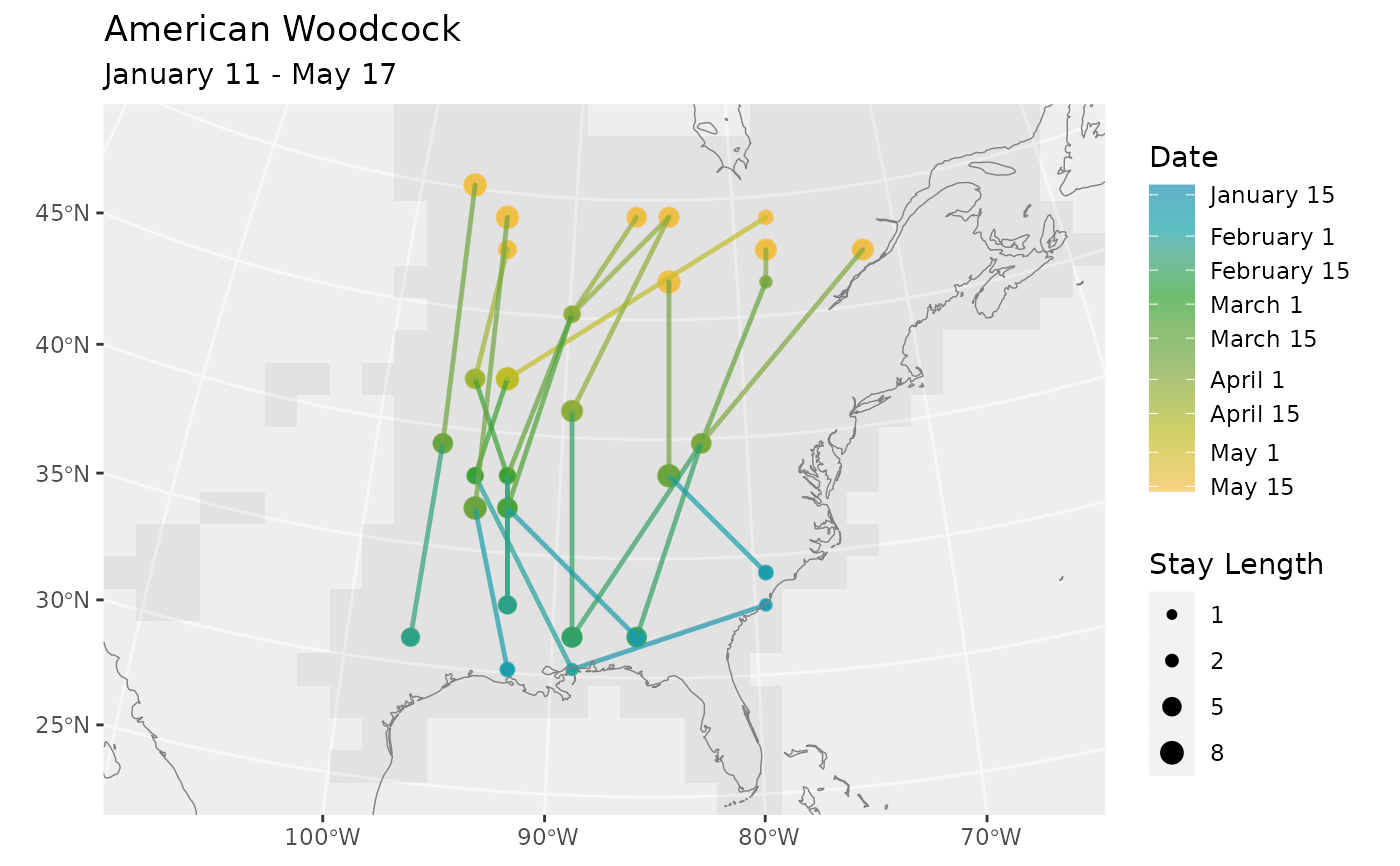 American Woodcock
January 11 - May 17
45°N
40°N
35°N
30°N
25°N
100°W
90°W
80°W
70°W
Date
January 15
February 1
February 15
March 1
March 15
April 1
April 15
May 1
May 15
Stay Length
1
2
5
8